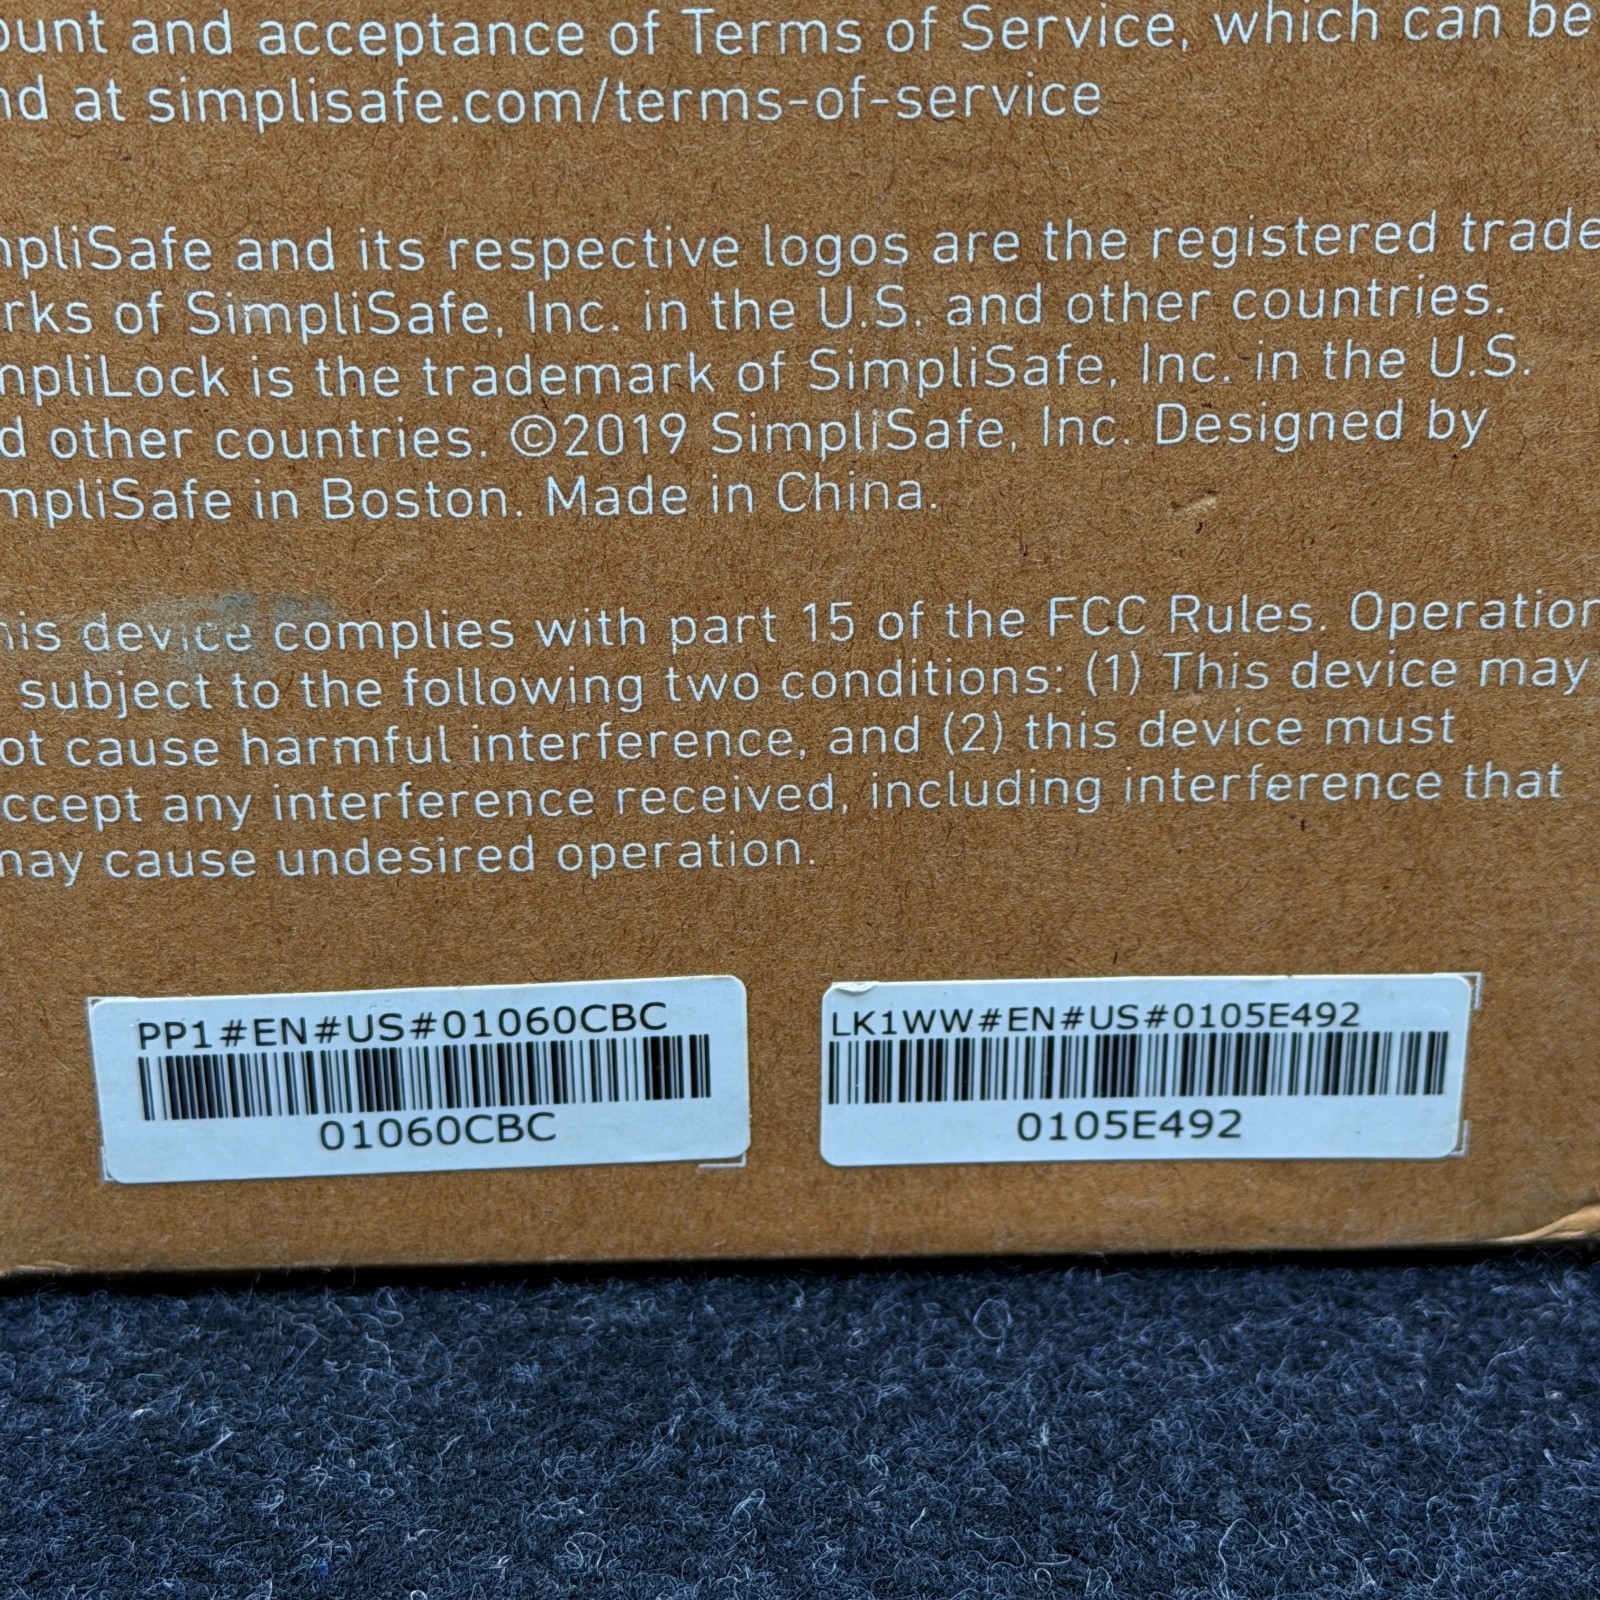 ount and acceptance of Terms of Service, which can be
nd at simplisafe.com/terms-of-service
mpliSafe and its respective logos are the registered trade
rks of SimpliSafe, Inc. in the U.S. and other countries.
mpliLock is the trademark of SimpliSafe, Inc. in the U.S.
d other countries. ©2019 SimpliSafe, Inc. Designed by
mpliSafe in Boston. Made in China.
his device complies with part 15 of the FCC Rules. Operation
subject to the following two conditions: (1) This device may
ot cause harmful interference, and (2) this device must
ccept any interference received, including interference that
may cause undesired operation.
PP1#EN#US#01060CBC
01060CBC
LK1WW#EN#US#0105E492
0105E492